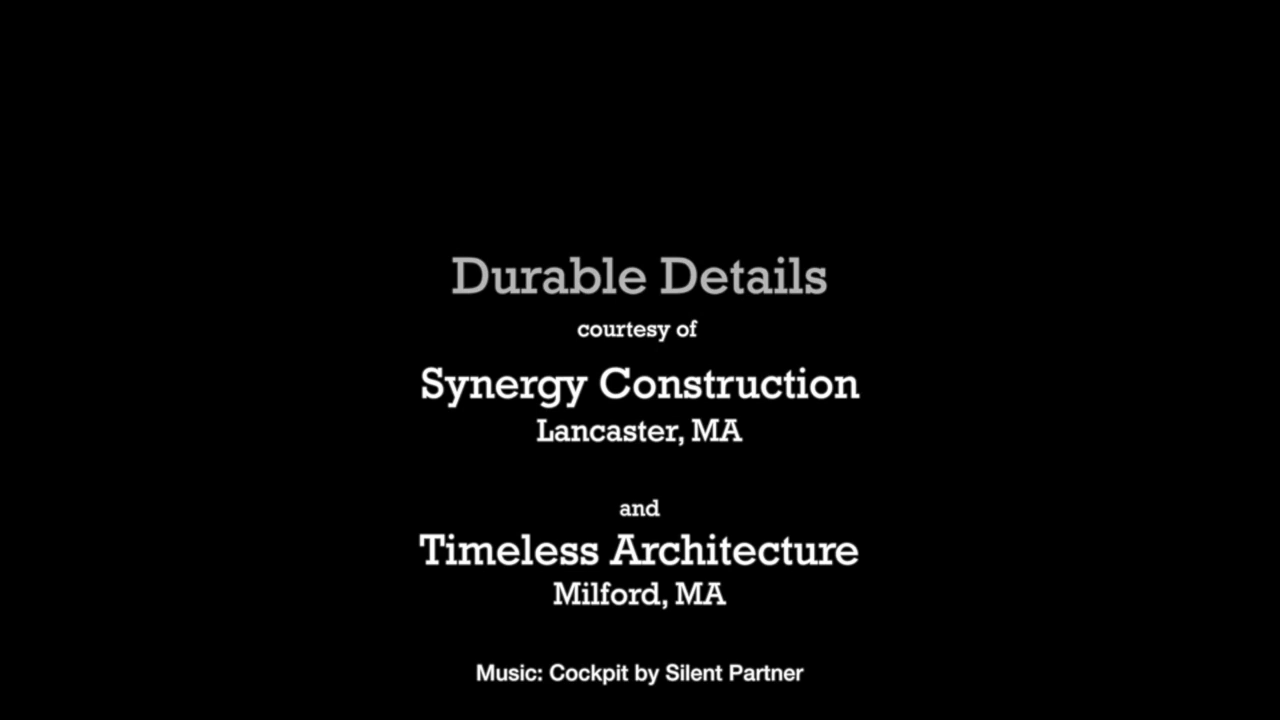 Durable Details
courtesy of
Synergy Construction
Lancaster, MA
and
Timeless Architecture
Milford, MA
Music: Cockpit by Silent Partner